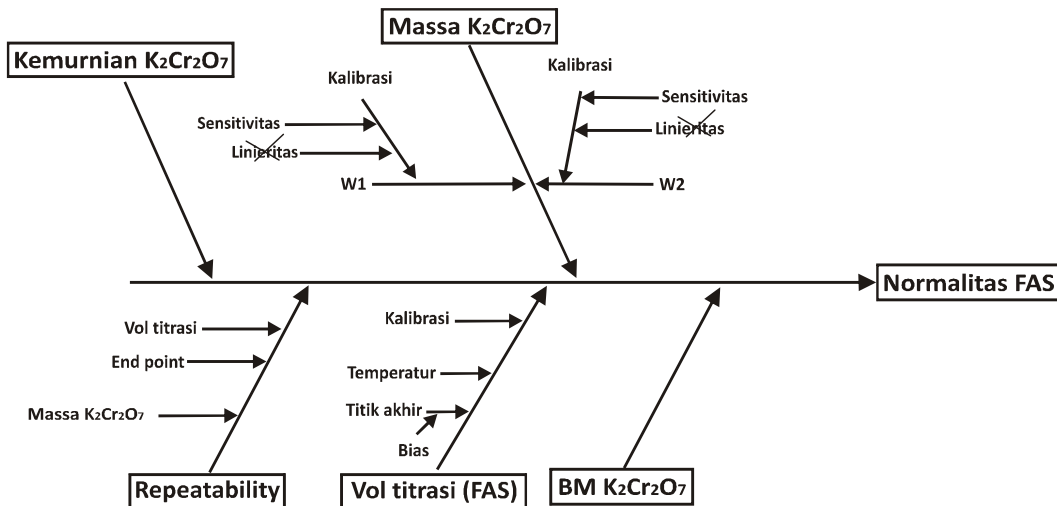 Massa K₂Cr₂O₇
Kemurnian K₂Cr₂O₇
Kalibrasi
Kalibrasi
Sensitivitas
Linieritas
Sensitivitas
Linieritas
W1
W2
Normalitas FAS
Vol titrasi
End point
Massa K₂Cr₂O₇
Kalibrasi
Temperatur
Titik akhir
Bias
Repeatability
Vol titrasi (FAS)
BM K₂Cr₂O₇